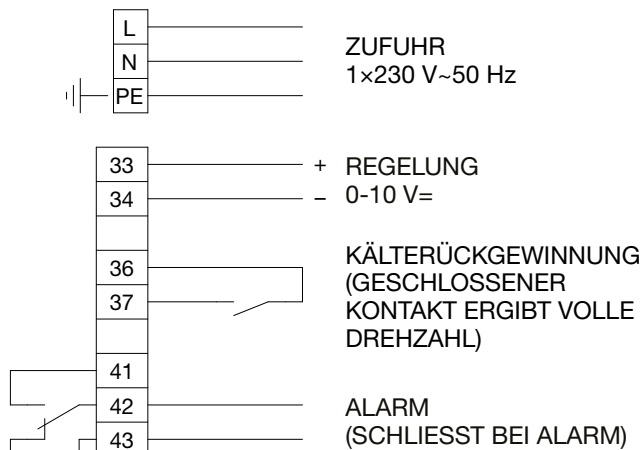 L
N
PE
ZUFUHR
1×230 V~50 Hz
33
34
36
37
41
42
43
+ REGELUNG
– 0-10 V=
KÄLTERÜCKGEWINNUNG
(GESCHLOSSENER
KONTAKT ERGIBT VOLLE
DREHZAHL)
ALARM
(SCHLIESST BEI ALARM)